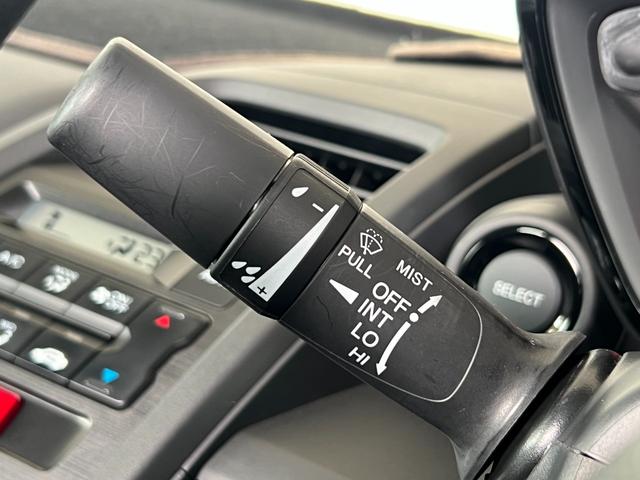 −
+
PULL
MIST
OFF
INT
LO
HI
SELECT